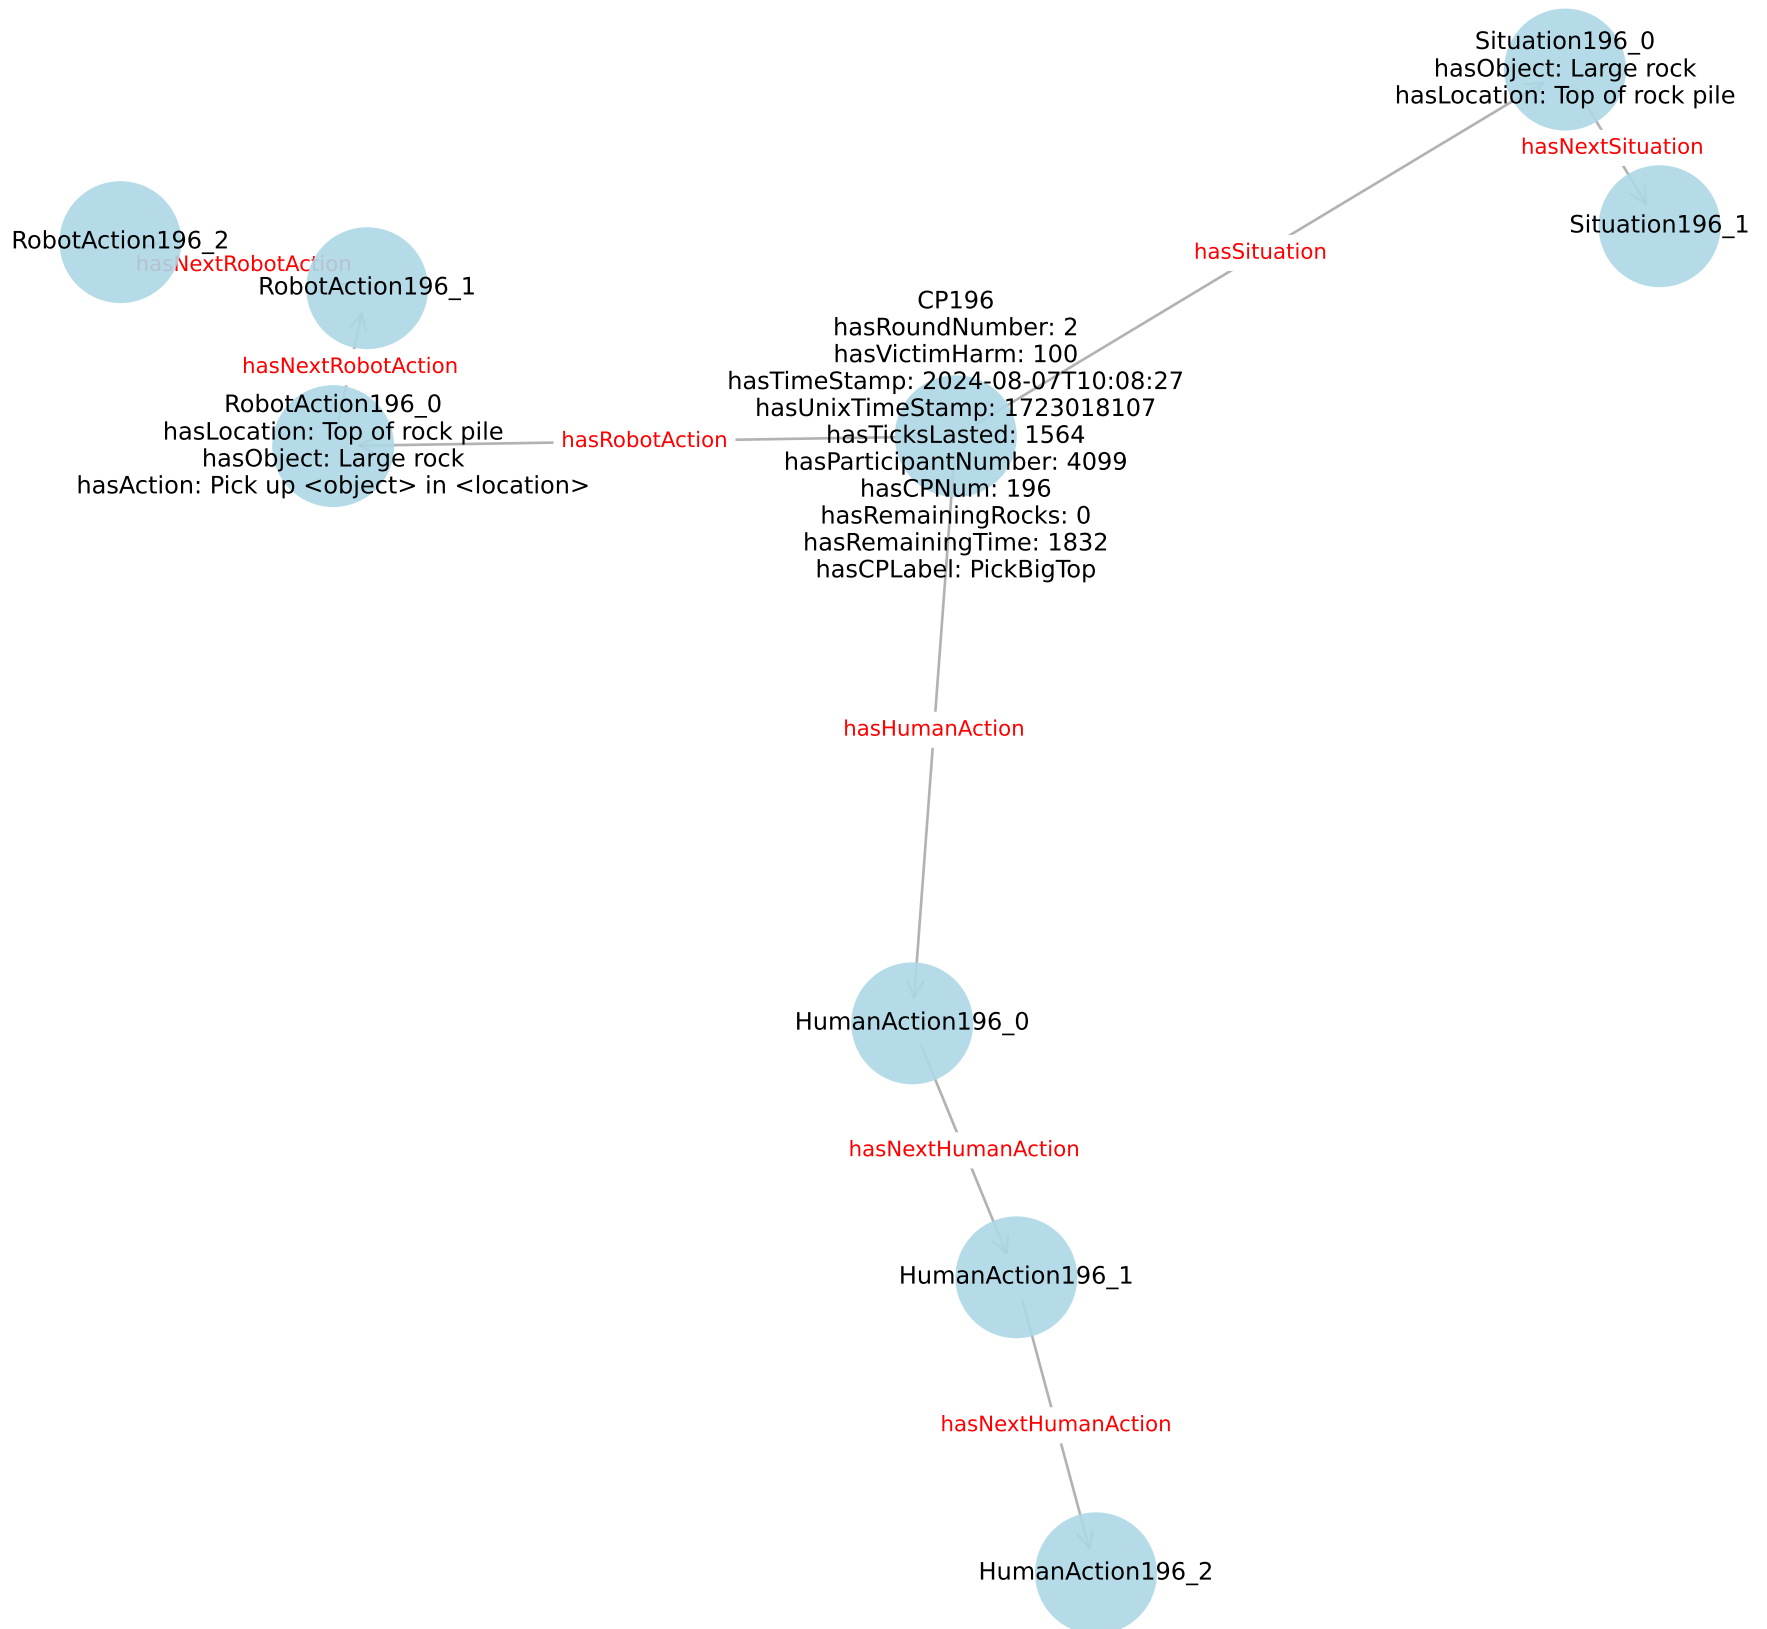 Situation196_0
hasObject: Large rock
hasLocation: Top of rock pile
hasNextSituation
Situation196_1
hasSituation
RobotAction196_2
hasNextRobotAction
RobotAction196_1
hasNextRobotAction
RobotAction196_0
hasLocation: Top of rock pile
hasObject: Large rock
hasAction: Pick up <object> in <location>
hasRobotAction
CP196
hasRoundNumber: 2
hasVictimHarm: 100
hasTimeStamp: 2024-08-07T10:08:27
hasUnixTimeStamp: 1723018107
hasTicksLasted: 1564
hasParticipantNumber: 4099
hasCPNum: 196
hasRemainingRocks: 0
hasRemainingTime: 1832
hasCPLabel: PickBigTop
hasHumanAction
HumanAction196_0
hasNextHumanAction
HumanAction196_1
hasNextHumanAction
HumanAction196_2